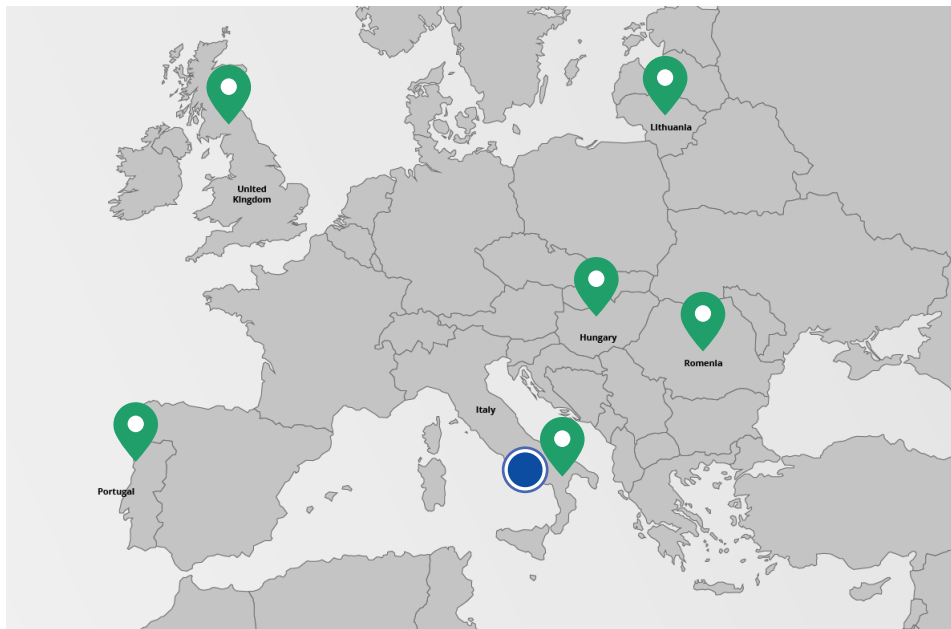 Lithuania
United
Kingdom
Hungary
Romenia
Italy
Portugal